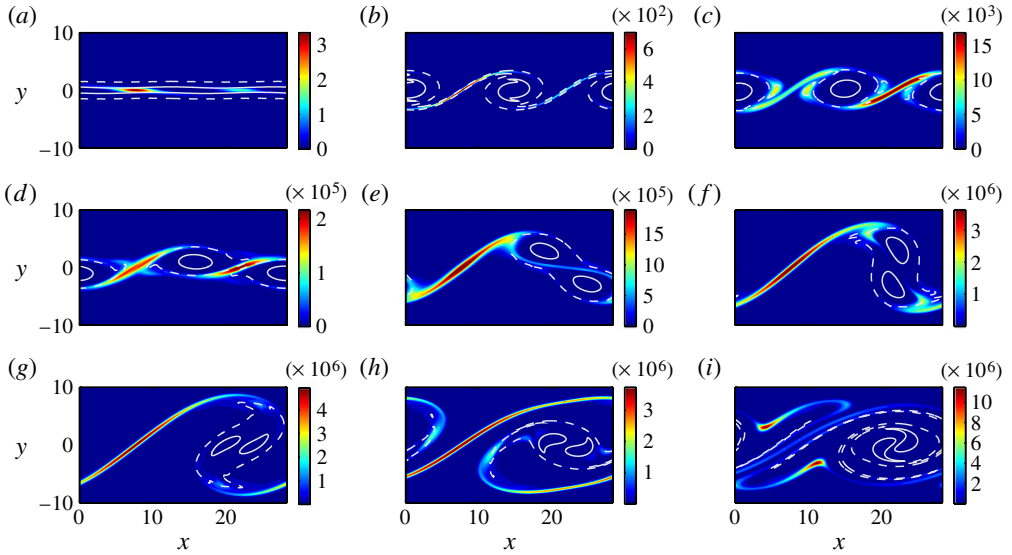 (a) (b) (× 10²) (c) (× 10³)
10 3 6 15
y 0 2 4 10
1 2 5
−10 0 0 0
(d) (× 10⁵) (e) (× 10⁵) (f) (× 10⁶)
10 2 15 3
y 0 1 10 2
5 1
−10 0 0
(g) (× 10⁶) (h) (× 10⁶) (i) (× 10⁶)
10 4 3 10
y 0 3 2 8
2 1 6
1 4
−10 2
0 10 20 0 10 20 0 10 20
x x x